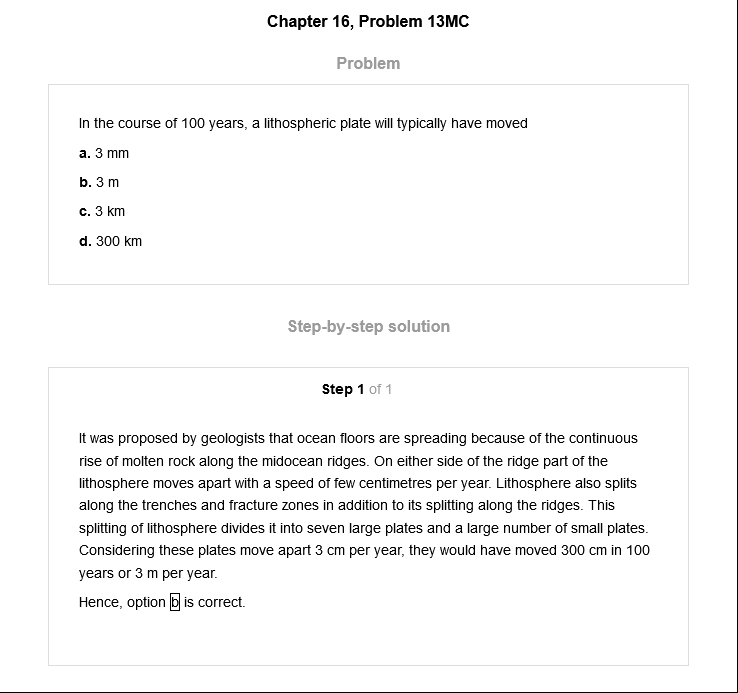 Chapter 16, Problem 13MC
Problem
In the course of 100 years, a lithospheric plate will typically have moved
a. 3 mm
b. 3 m
c. 3 km
d. 300 km
Step-by-step solution
Step 1 of 1
It was proposed by geologists that ocean floors are spreading because of the continuous
rise of molten rock along the midocean ridges. On either side of the ridge part of the
lithosphere moves apart with a speed of few centimetres per year. Lithosphere also splits
along the trenches and fracture zones in addition to its splitting along the ridges. This
splitting of lithosphere divides it into seven large plates and a large number of small plates.
Considering these plates move apart 3 cm per year, they would have moved 300 cm in 100
years or 3 m per year.
Hence, option b is correct.